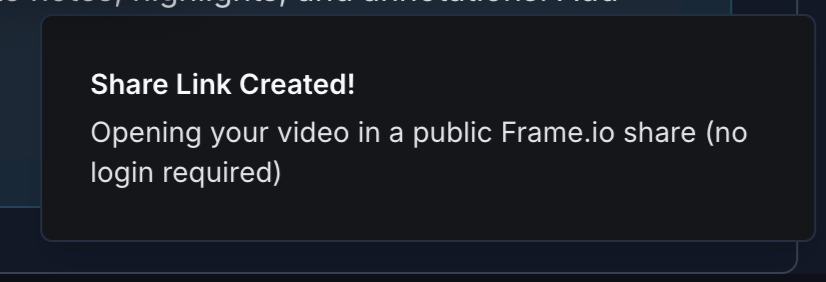 notes, highlights, and annotations. Add
Share Link Created!
Opening your video in a public Frame.io share (no
login required)